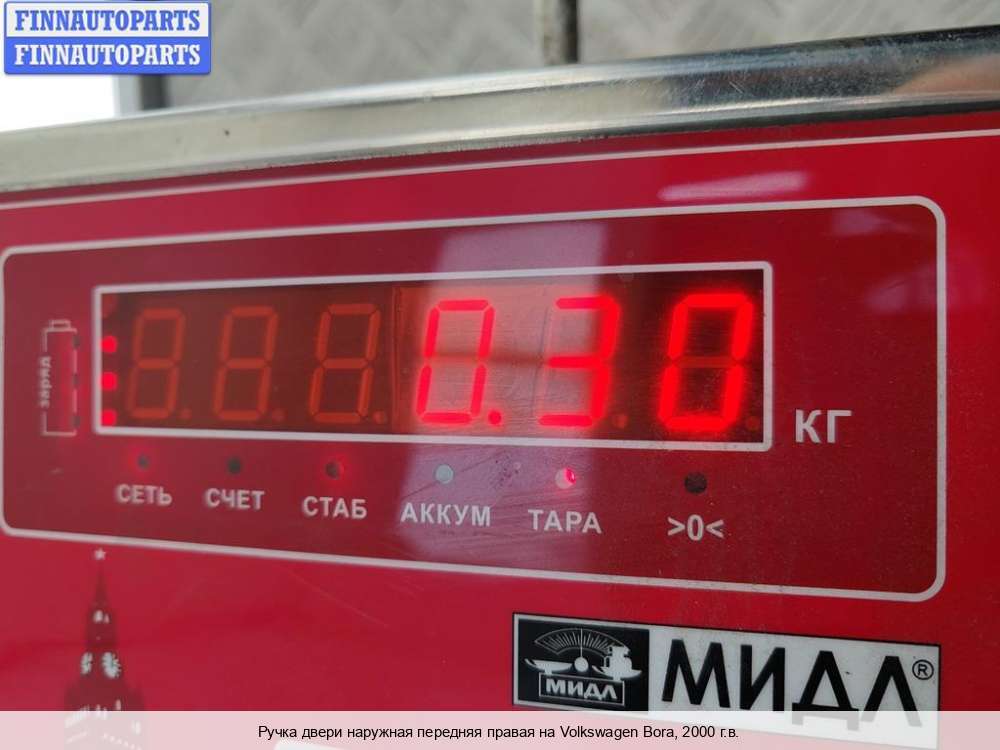 FINNAUTOPARTS
FINNAUTOPARTS
заряд
0.30
КГ
СЕТЬ СЧЕТ СТАБ АККУМ ТАРА >0<
МИДЛ МИДЛ®
Ручка двери наружная передняя правая на Volkswagen Bora, 2000 г.в.